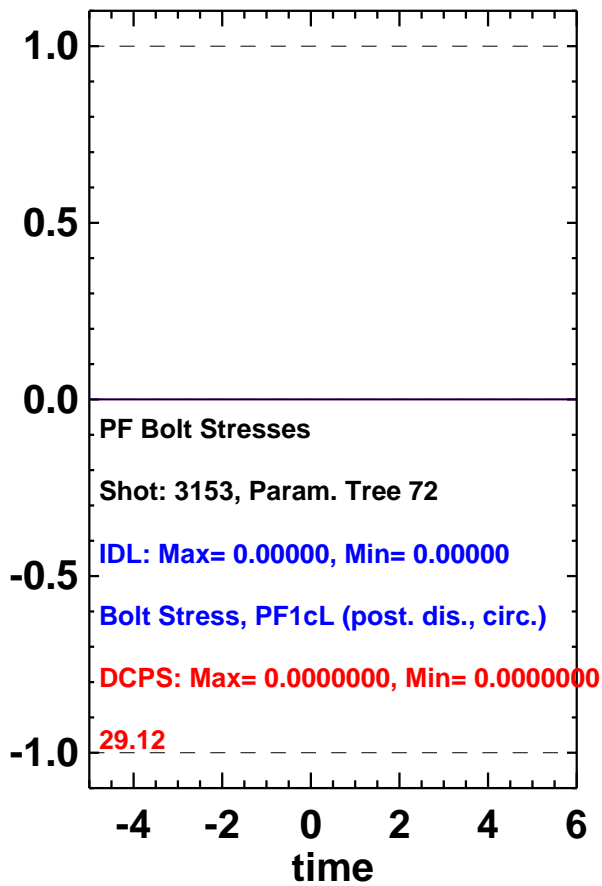 1.0
0.5
0.0
PF Bolt Stresses
Shot: 3153, Param. Tree 72
IDL: Max= 0.00000, Min= 0.00000
-0.5
Bolt Stress, PF1cL (post. dis., circ.)
DCPS: Max= 0.0000000, Min= 0.0000000
29.12
-1.0
-4 -2 0 2 4 6
time